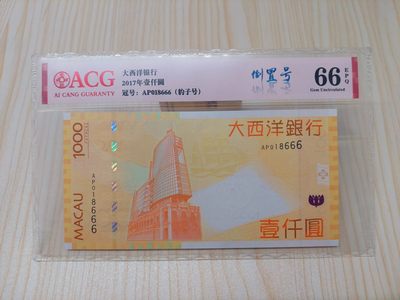 ACG
AI CANG GUARANTY
大西洋银行
2017年壹仟圆
冠号：AP018666（豹子号）
倒置号
66 EPQ
Gem Uncirculated
大西洋銀行
AP018666
壹仟圓
MACAU 1000
AP018666